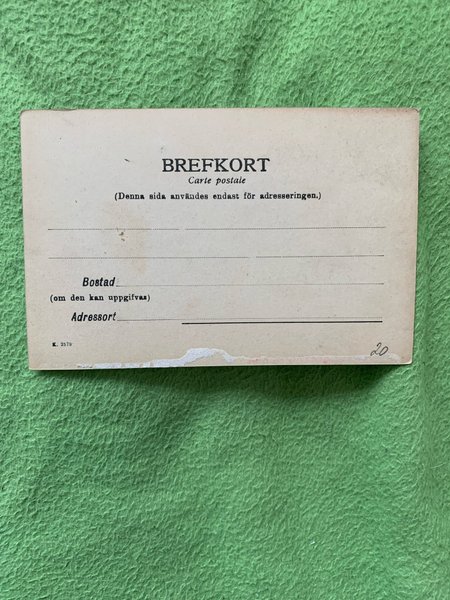 BREFKORT
Carte postale
(Denna sida användes endast för adresseringen.)
Bostad
(om den kan uppgifvas)
Adressort
K. 2179
20